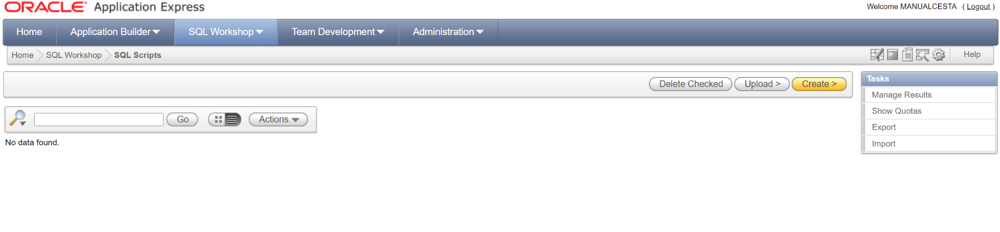 ORACLE® Application Express
Welcome MANUALCESTA ( Logout )
Home Application Builder SQL Workshop Team Development Administration
Home SQL Workshop SQL Scripts
Help
Delete Checked Upload > Create >
Tasks
Manage Results
Show Quotas
Export
Import
Go Actions
No data found.